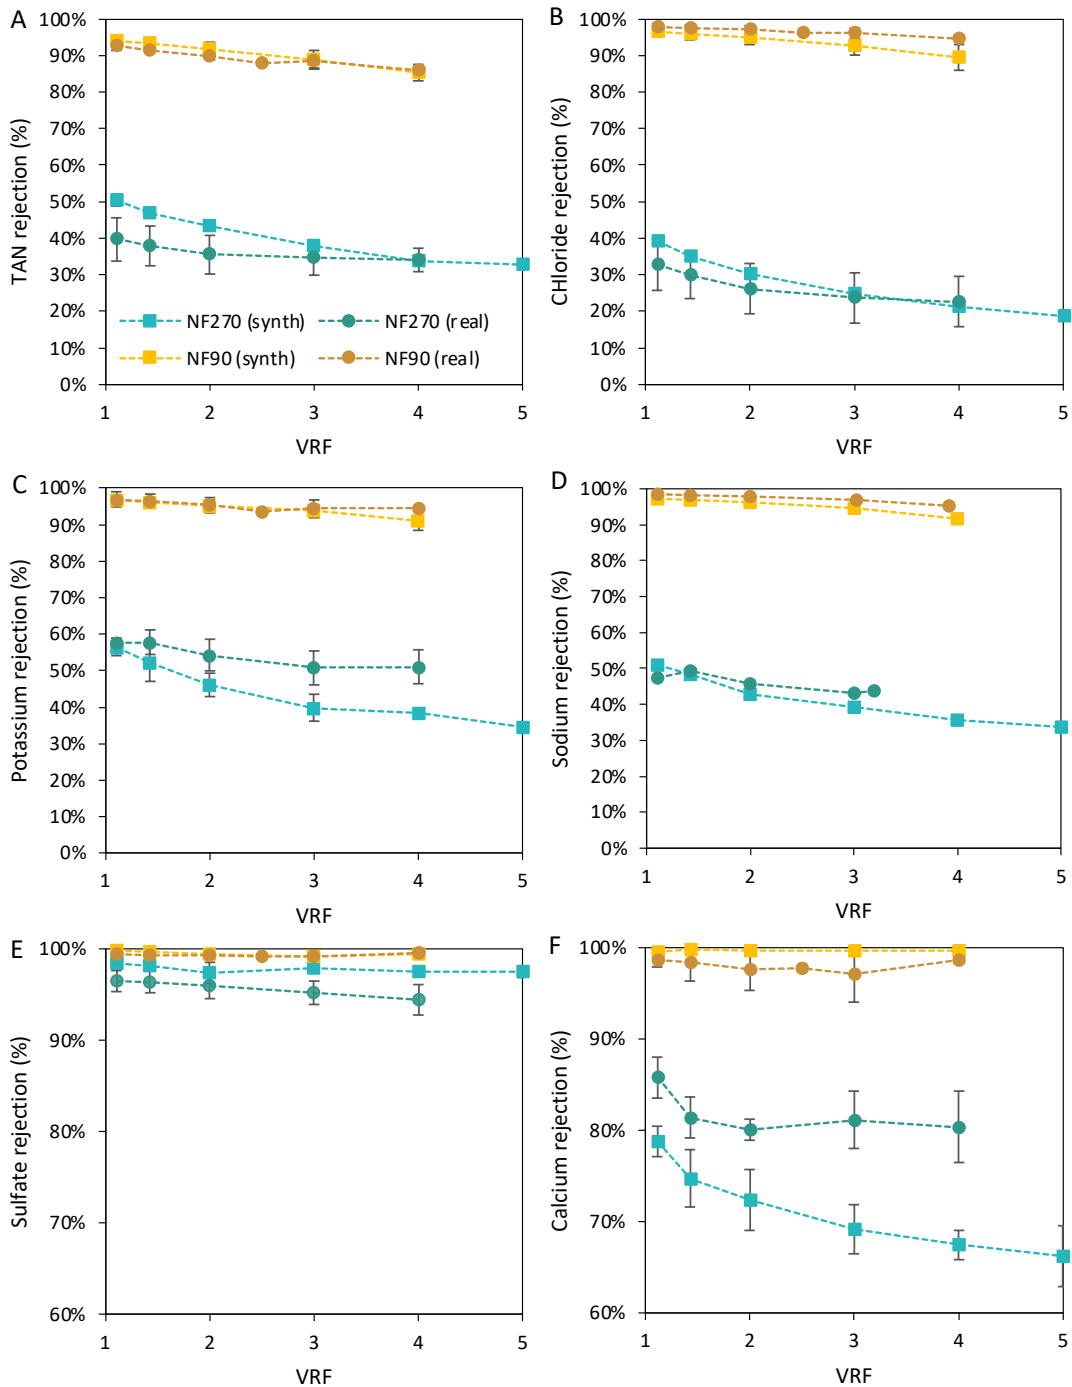 A
100%
90%
80%
70%
60%
50%
40%
30%
20%
10%
0%
TAN rejection (%)
NF270 (synth) NF270 (real)
NF90 (synth) NF90 (real)
1 2 3 4 5
VRF
B
100%
90%
80%
70%
60%
50%
40%
30%
20%
10%
0%
CHloride rejection (%)
1 2 3 4 5
VRF
C
100%
90%
80%
70%
60%
50%
40%
30%
20%
10%
0%
Potassium rejection (%)
1 2 3 4 5
VRF
D
100%
90%
80%
70%
60%
50%
40%
30%
20%
10%
0%
Sodium rejection (%)
1 2 3 4 5
VRF
E
100%
90%
80%
70%
60%
Sulfate rejection (%)
1 2 3 4 5
VRF
F
100%
90%
80%
70%
60%
Calcium rejection (%)
1 2 3 4 5
VRF